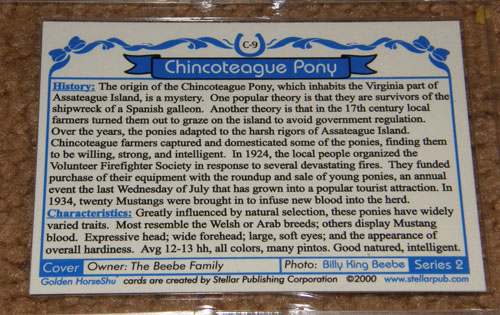 C-9
Chincoteague Pony
History: The origin of the Chincoteague Pony, which inhabits the Virginia part of
Assateague Island, is a mystery. One popular theory is that they are survivors of the
shipwreck of a Spanish galleon. Another theory is that in the 17th century local
farmers turned them out to graze on the island to avoid government regulation.
Over the years, the ponies adapted to the harsh rigors of Assateague Island.
Chincoteague farmers captured and domesticated some of the ponies, finding them
to be willing, strong, and intelligent. In 1924, the local people organized the
Volunteer Firefighter Society in response to several devastating fires. They funded
purchase of their equipment with the roundup and sale of young ponies, an annual
event the last Wednesday of July that has grown into a popular tourist attraction. In
1934, twenty Mustangs were brought in to infuse new blood into the herd.
Characteristics: Greatly influenced by natural selection, these ponies have widely
varied traits. Most resemble the Welsh or Arab breeds; others display Mustang
blood. Expressive head; wide forehead; large, soft eyes; and the appearance of
overall hardiness. Avg 12-13 hh, all colors, many pintos. Good natured, intelligent.
Cover Owner: The Beebe Family Photo: Billy King Beebe Series 2
Golden HorseShu cards are created by Stellar Publishing Corporation ©2000 www.stellarpub.com